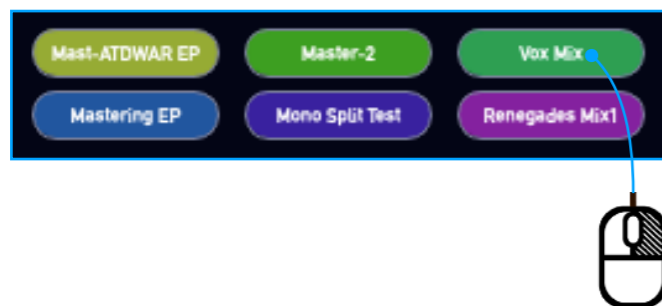 Mast-ATDWAR EP
Master-2
Vox Mix
Mastering EP
Mono Split Test
Renegades Mix1